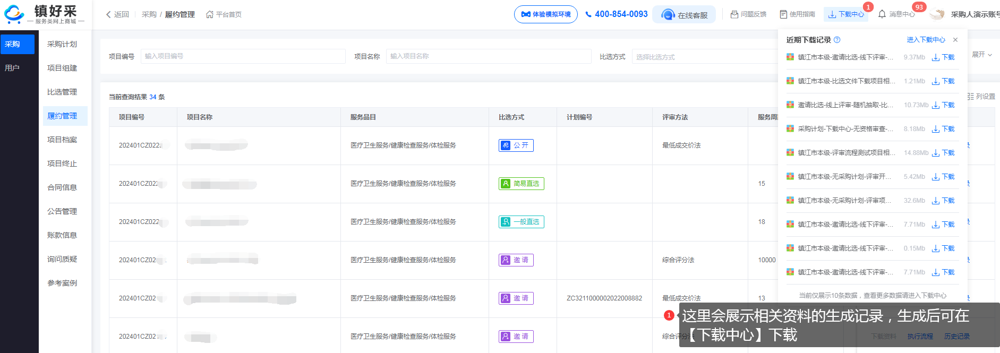 镇好采
服务类网上商城
返回
采购 / 履约管理
平台首页
体验模拟环境
400-854-0093
在线客服
问题反馈
使用指南
下载中心
1
消息中心
93
采购人演示账号
采购
用户
采购计划
项目组建
比选管理
履约管理
项目档案
项目终止
合同信息
公告管理
账款信息
询问质疑
参考案例
项目编号 输入项目编号
项目名称 输入项目名称
比选方式 选择比选方式
展开
当前查询结果 34 条
列设置
项目编号 项目名称 服务品目 比选方式 计划编号 评审方法 服务周
202401CZ022 医疗卫生服务/健康检查服务/体检服务 公开 最低成交价法
202401CZ02 医疗卫生服务/健康检查服务/体检服务 简易直选 15
202401CZ022 医疗卫生服务/健康检查服务/体检服务 一般直选 18
202401CZ02 医疗卫生服务/健康检查服务/体检服务 邀请 综合评分法 10000
202401CZ02 医疗卫生服务/健康检查服务/体检服务 邀请 ZC3211000002022008882 最低成交价法 13
202401CZ02 医疗卫生服务/健康检查服务/体检服务 邀请 综合评分法
下载资料 执行流程 历史记录
近期下载记录 进入下载中心
镇江市本级-邀请比选-线下评审-... 9.37Mb 下载
镇江市本级-比选文件下载项目相... 1.21Mb 下载
邀请比选-线上评审-随机抽取-比... 10.73Mb 下载
采购计划-下载中心-无资格审查-... 8.18Mb 下载
镇江市本级-评审流程测试项目相... 14.88Mb 下载
镇江市本级-无采购计划-评审开... 5.42Mb 下载
镇江市本级-无采购计划-评审项... 32.6Mb 下载
镇江市本级-邀请比选-线下评审-... 7.71Mb 下载
镇江市本级-邀请比选-线下评审-... 0.15Mb 下载
镇江市本级-邀请比选-线下评审-... 7.71Mb 下载
当前仅展示10条数据，查看更多数据请进入下载中心
1
这里会展示相关资料的生成记录，生成后可在
【下载中心】下载